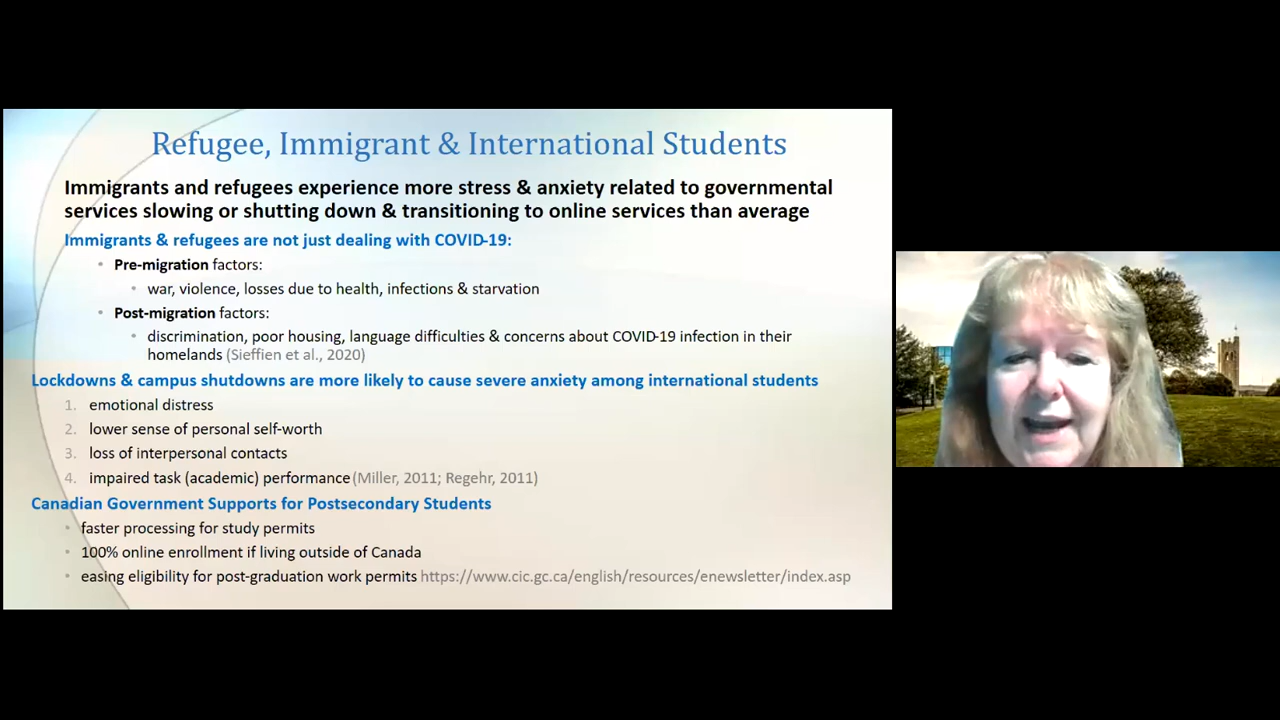 Refugee, Immigrant & International Students
Immigrants and refugees experience more stress & anxiety related to governmental
services slowing or shutting down & transitioning to online services than average
Immigrants & refugees are not just dealing with COVID-19:
• Pre-migration factors:
• war, violence, losses due to health, infections & starvation
• Post-migration factors:
• discrimination, poor housing, language difficulties & concerns about COVID-19 infection in their
homelands (Sieffien et al., 2020)
Lockdowns & campus shutdowns are more likely to cause severe anxiety among international students
1. emotional distress
2. lower sense of personal self-worth
3. loss of interpersonal contacts
4. impaired task (academic) performance (Miller, 2011; Regehr, 2011)
Canadian Government Supports for Postsecondary Students
• faster processing for study permits
• 100% online enrollment if living outside of Canada
• easing eligibility for post-graduation work permits https://www.cic.gc.ca/english/resources/enewsletter/index.asp